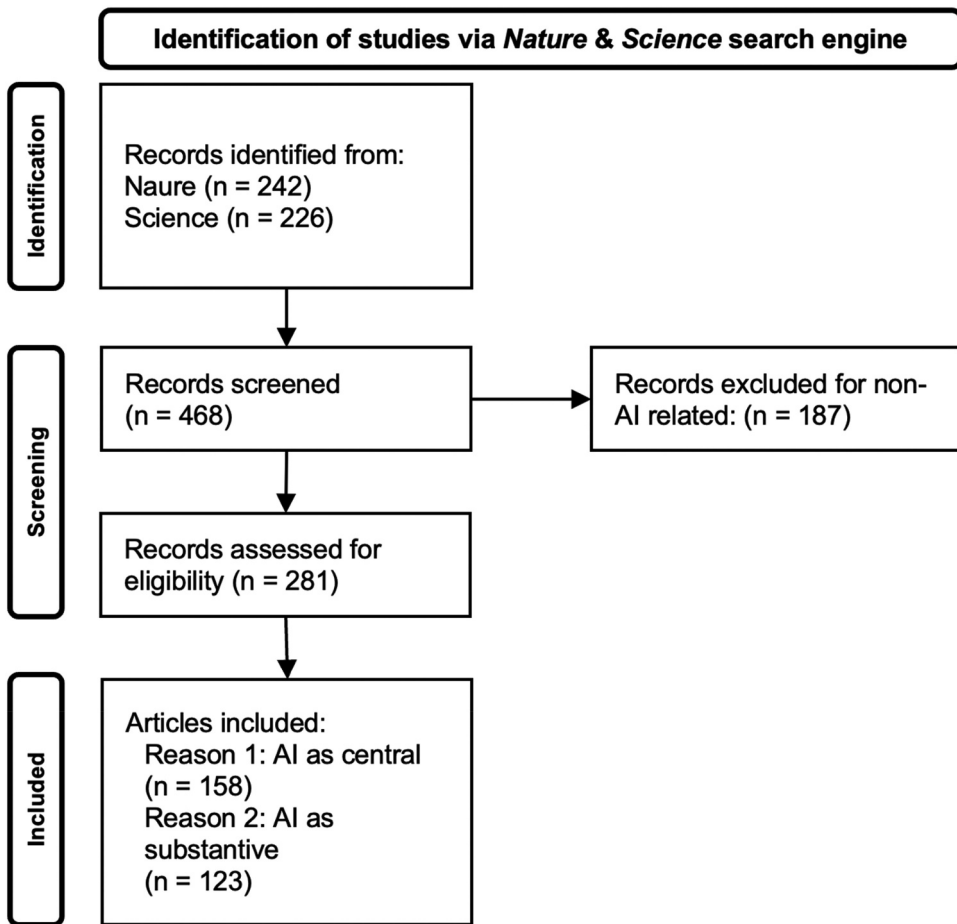 Identification of studies via Nature & Science search engine
Identification
Records identified from:
Naure (n = 242)
Science (n = 226)
Screening
Records screened
(n = 468)
Records excluded for non-
AI related: (n = 187)
Records assessed for
eligibility (n = 281)
Included
Articles included:
Reason 1: AI as central
(n = 158)
Reason 2: AI as
substantive
(n = 123)